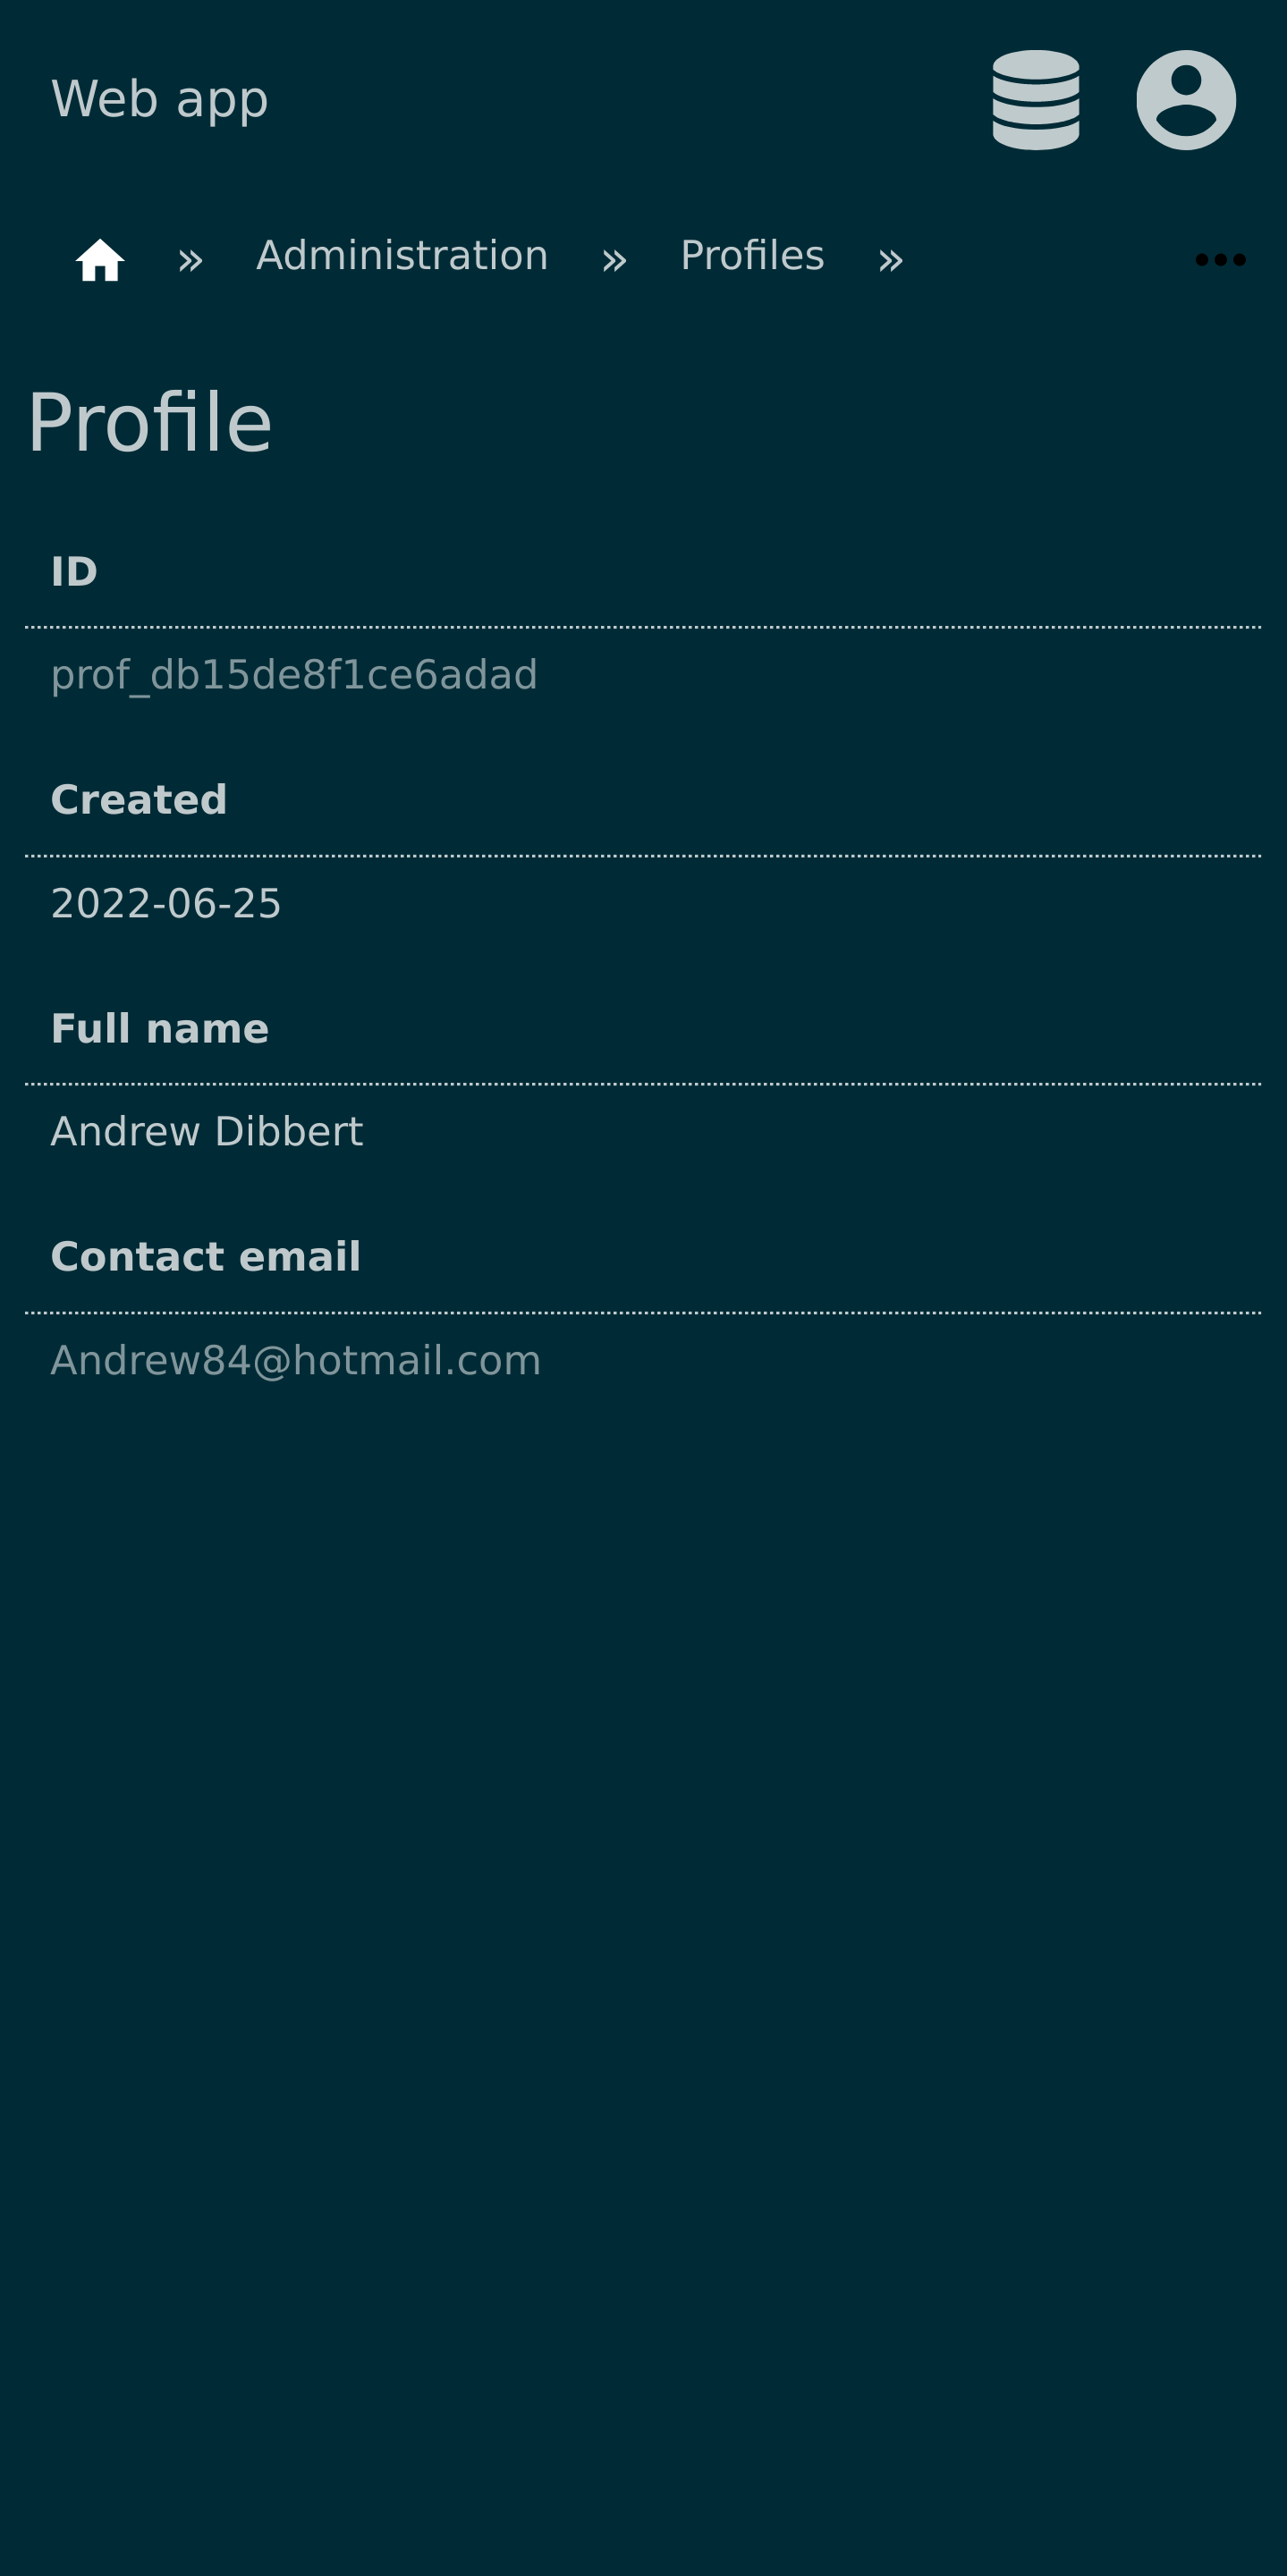 Web app
» Administration » Profiles »
Profile
ID
prof_db15de8f1ce6adad
Created
2022-06-25
Full name
Andrew Dibbert
Contact email
Andrew84@hotmail.com